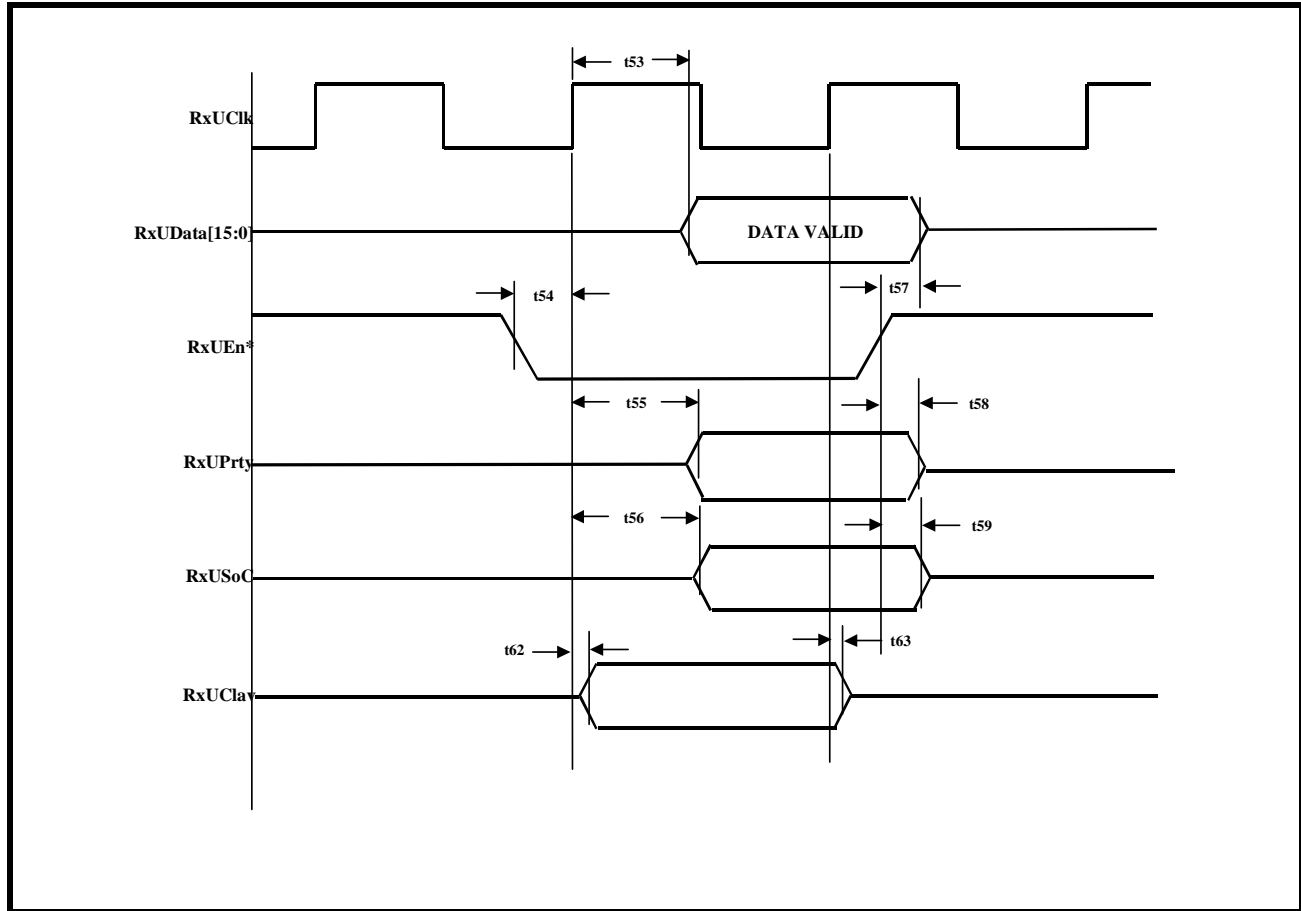 t53
RxUClk
RxUData[15:0]
DATA VALID
t54
t57
RxUEn*
t55
t58
RxUPrty
t56
t59
RxUSoC
t62
t63
RxUClav